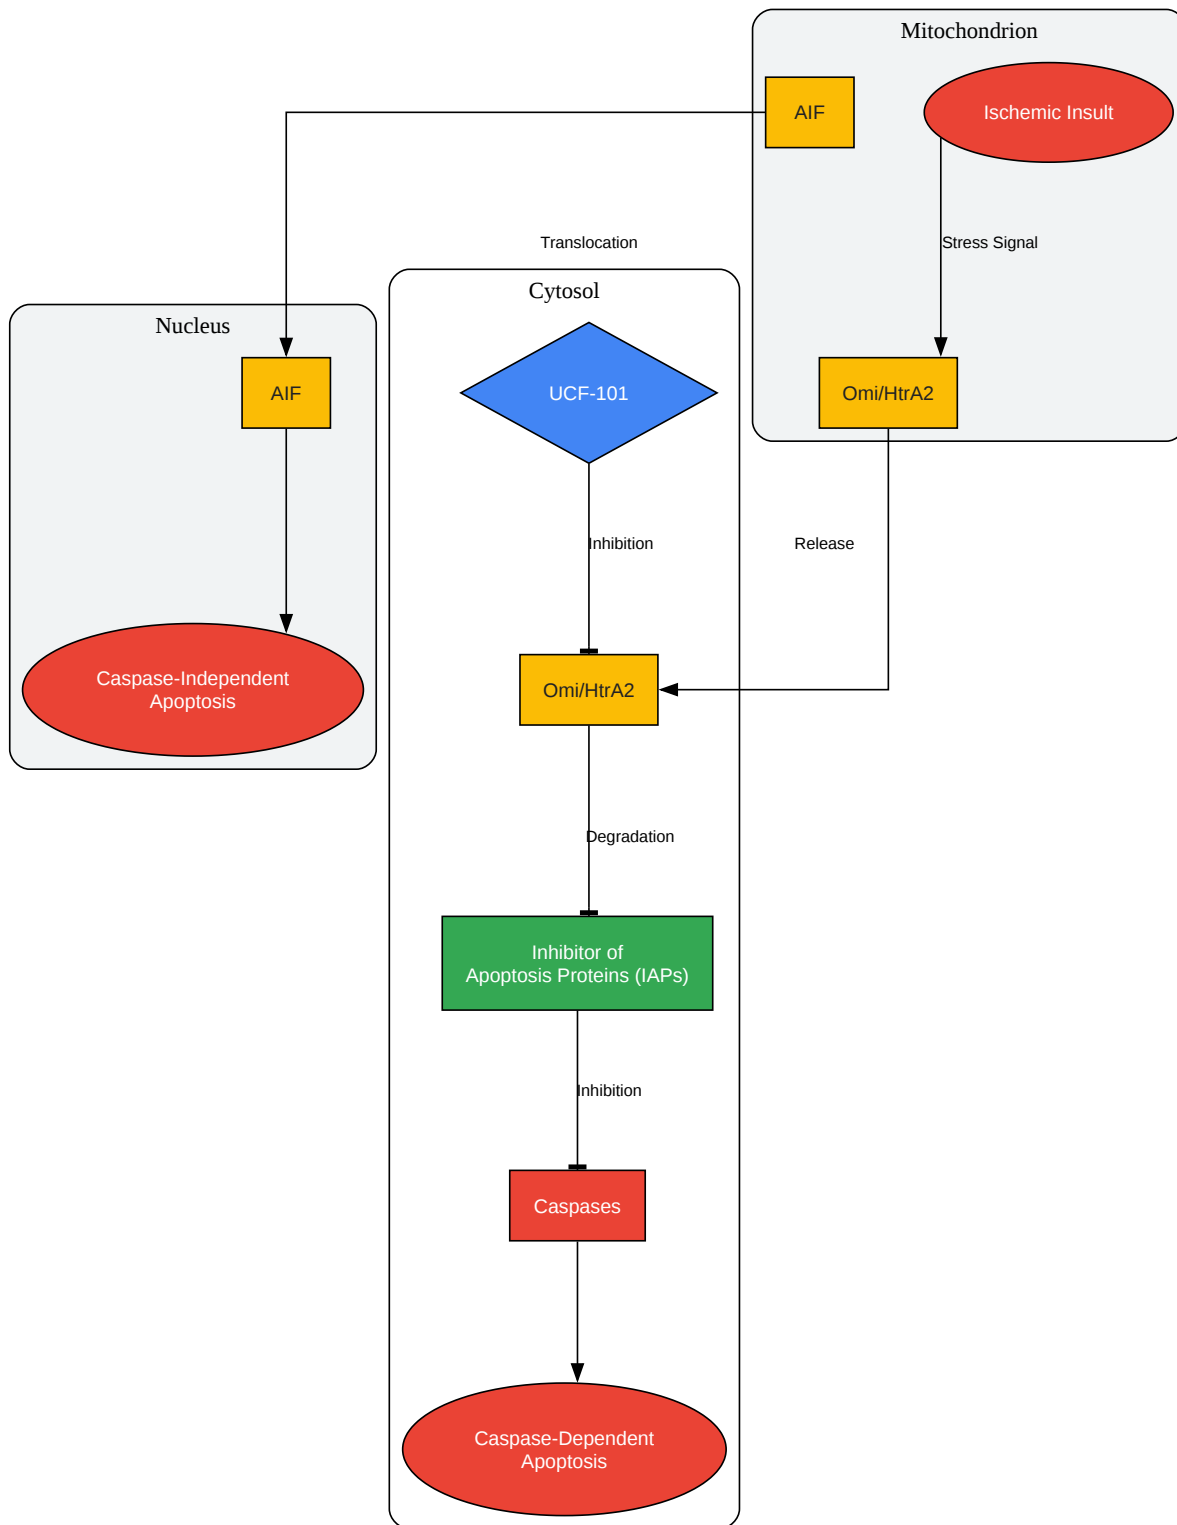 Mitochondrion
AIF
Ischemic Insult
Translocation
Stress Signal
Cytosol
Nucleus
AIF
UCF-101
Omi/HtrA2
Inhibition
Release
Caspase-Independent
Apoptosis
Omi/HtrA2
Degradation
Inhibitor of
Apoptosis Proteins (IAPs)
Inhibition
Caspases
Caspase-Dependent
Apoptosis